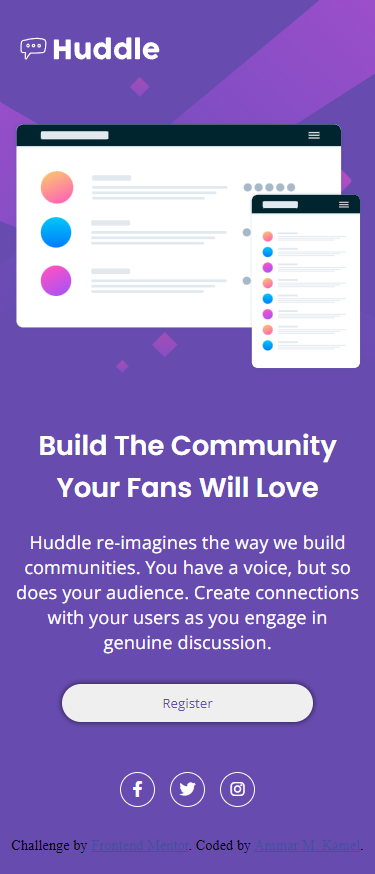 Huddle
Build The Community
Your Fans Will Love
Huddle re-imagines the way we build
communities. You have a voice, but so
does your audience. Create connections
with your users as you engage in
genuine discussion.
Register
Challenge by Frontend Mentor. Coded by Ammar M. Kamel.